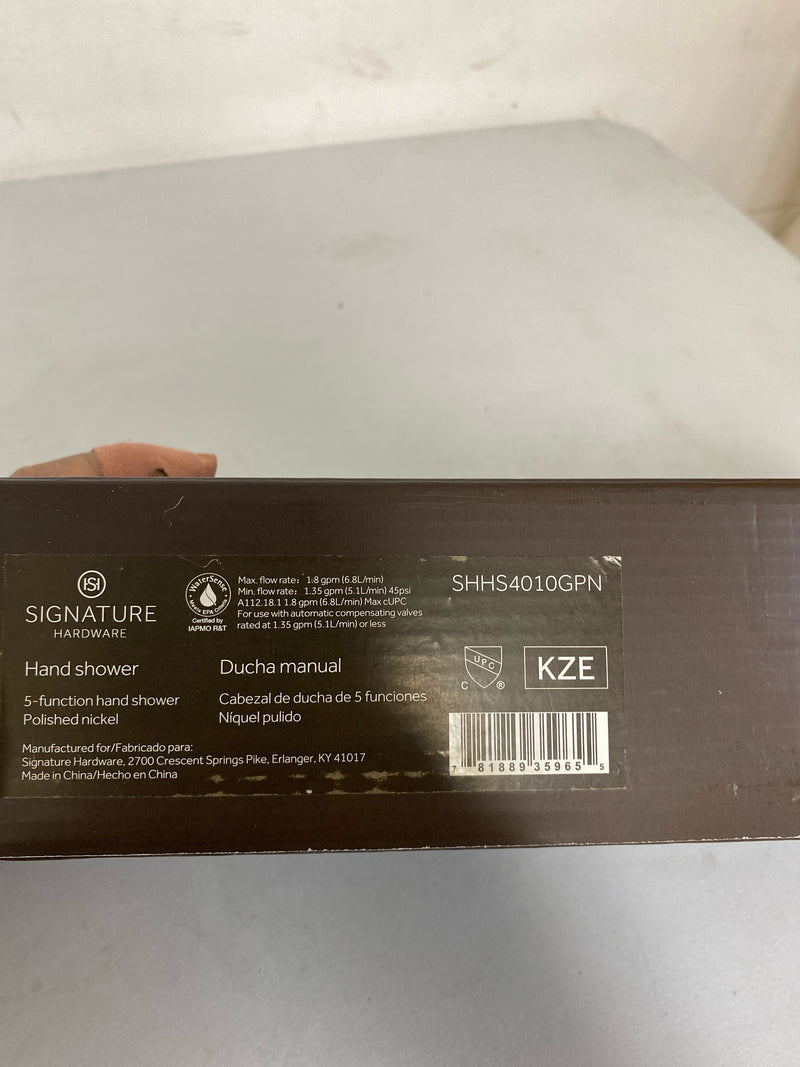 SHHS4010GPN
SH
SIGNATURE
HARDWARE
WaterSense
Meets EPA Criteria
Certified by
IAPMO R&T
Max. flow rate: 1.8 gpm (6.8L/min)
Min. flow rate: 1.35 gpm (5.1L/min) 45psi
A112.18.1 1.8 gpm (6.8L/min) Max cUPC
For use with automatic compensating valves
rated at 1.35 gpm (5.1L/min) or less
Hand shower
5-function hand shower
Polished nickel
Ducha manual
Cabezal de ducha de 5 funciones
Níquel pulido
UPC
C ®
KZE
Manufactured for/Fabricado para:
Signature Hardware, 2700 Crescent Springs Pike, Erlanger, KY 41017
Made in China/Hecho en China
7 81889 35965 5